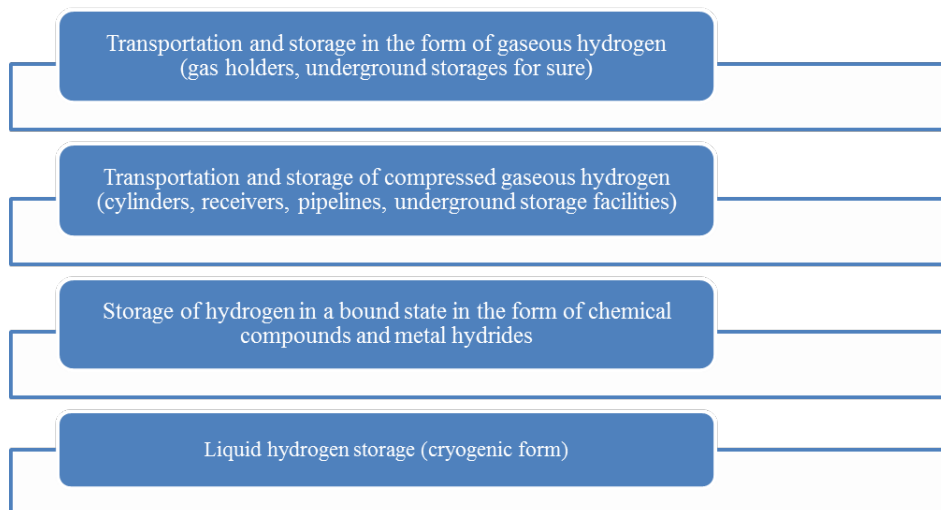 Transportation and storage in the form of gaseous hydrogen
(gas holders, underground storages for sure)
Transportation and storage of compressed gaseous hydrogen
(cylinders, receivers, pipelines, underground storage facilities)
Storage of hydrogen in a bound state in the form of chemical
compounds and metal hydrides
Liquid hydrogen storage (cryogenic form)